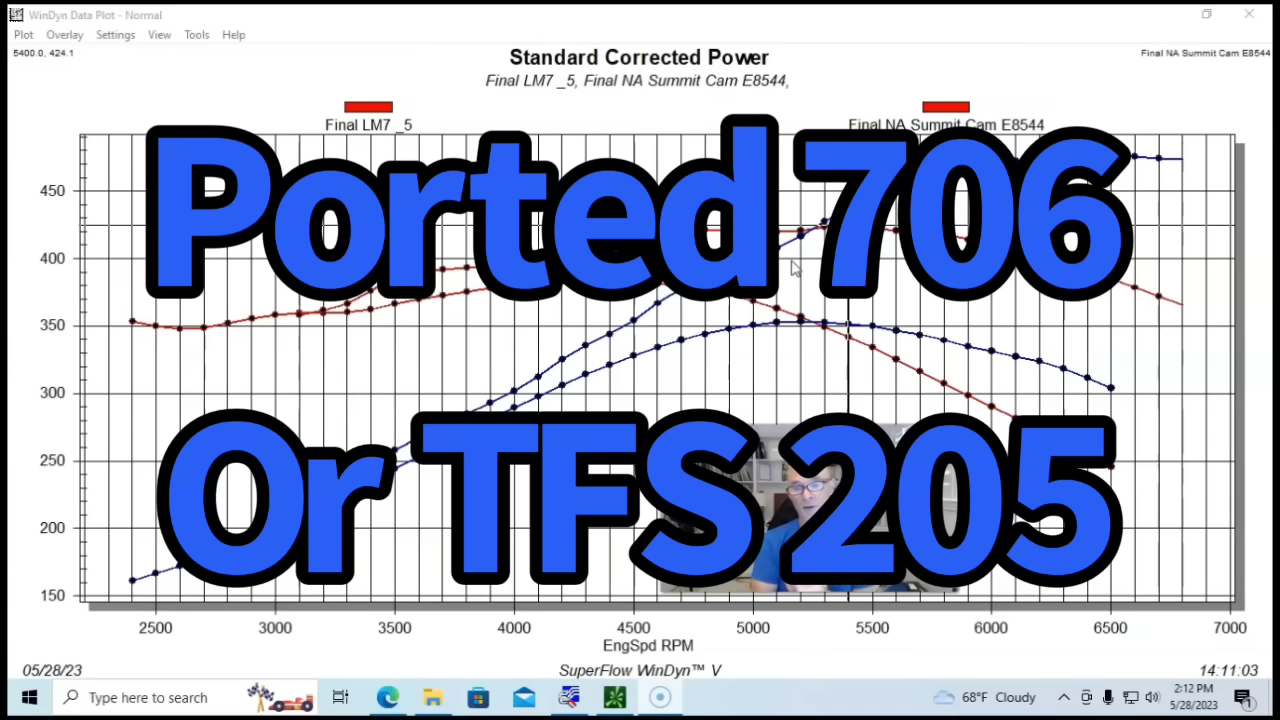 WinDyn Data Plot - Normal
Plot Overlay Settings View Tools Help
5400.0, 424.1
Final NA Summit Cam E8544
Standard Corrected Power
Final LM7 _5, Final NA Summit Cam E8544,
Final LM7 _5
Final NA Summit Cam E8544
Ported 706
Or TFS 205
450
400
350
300
250
200
150
2500 3000 3500 4000 4500 5000 5500 6000 6500 7000
EngSpd RPM
05/28/23
SuperFlow WinDyn™ V
14:11:03
Type here to search
68°F Cloudy
2:12 PM
5/28/2023
1